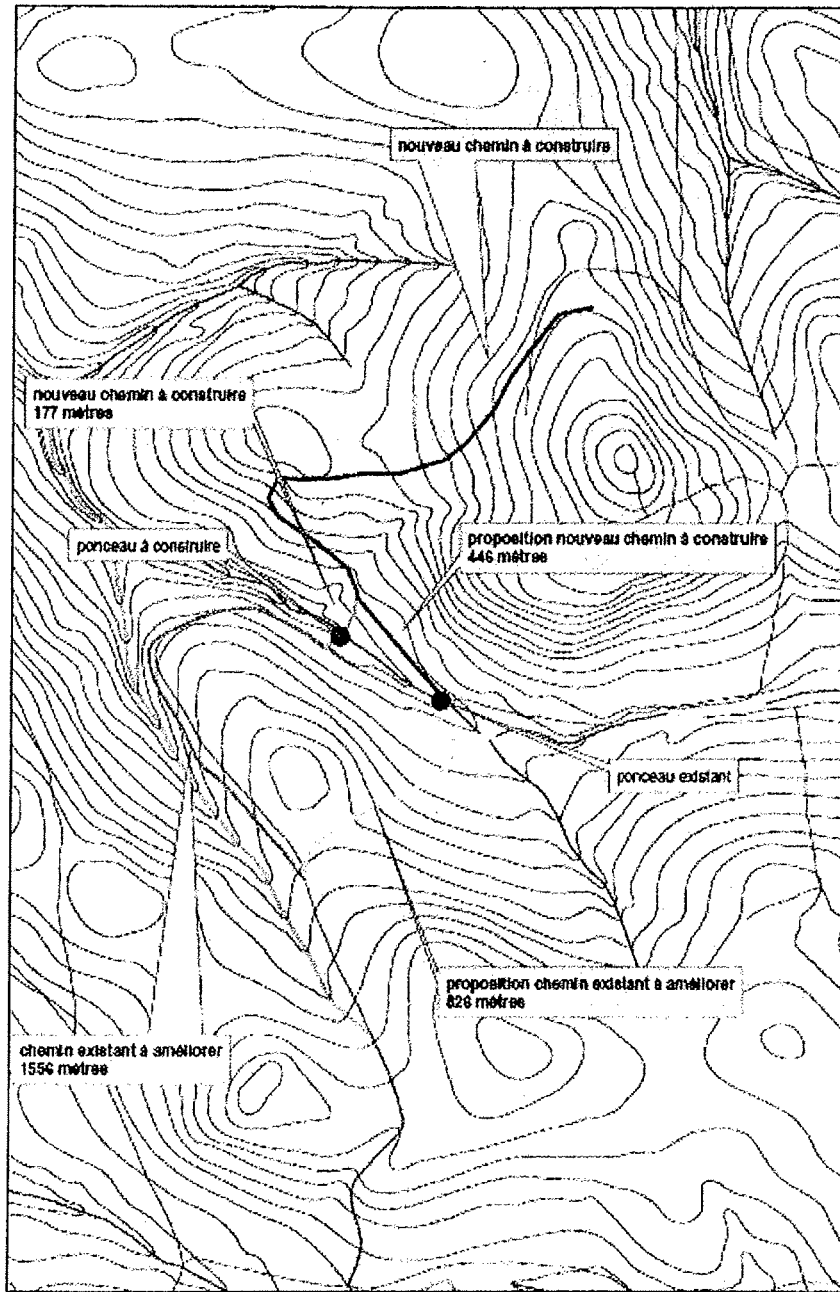 nouveau chemin à construire
nouveau chemin à construire
177 mètres
ponceau à construire
proposition nouveau chemin à construire
446 mètres
ponceau existant
proposition chemin existant à améliorer
826 mètres
chemin existant à améliorer
1556 mètres